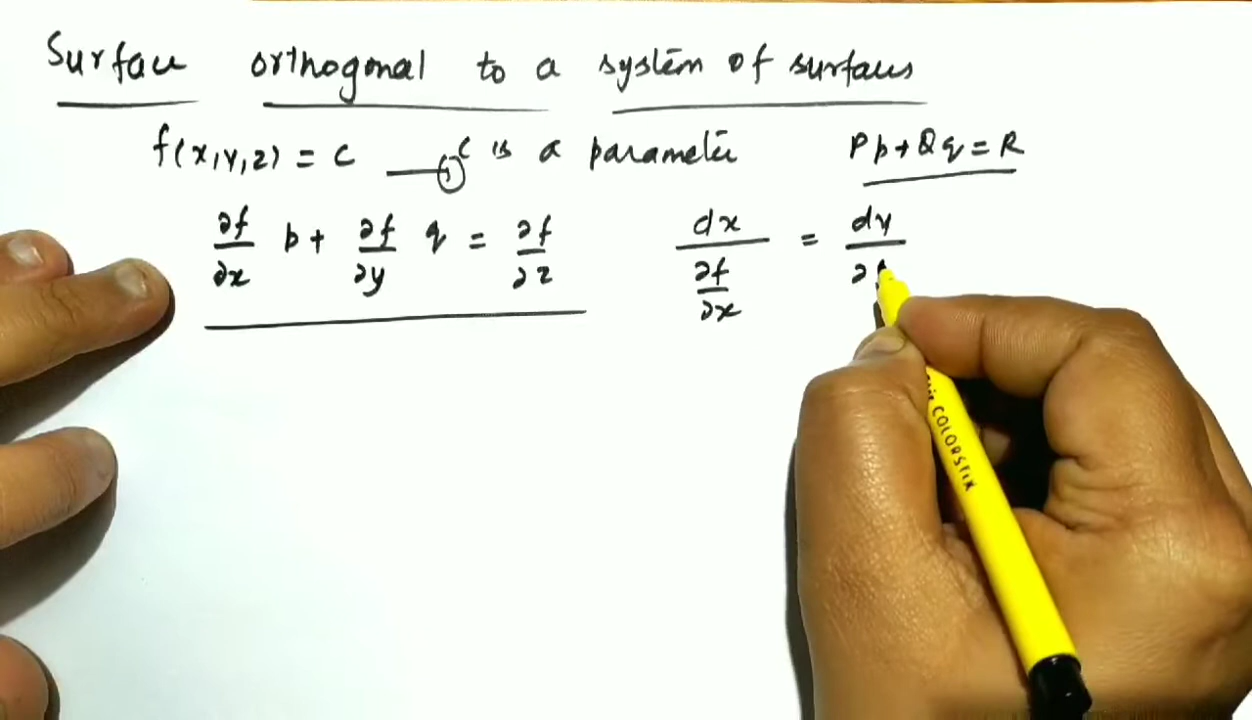 Surface orthogonal to a system of surfaces
f(x,y,z) = c —(1) c is a parameter Pp+Qq=R
∂f/∂x p + ∂f/∂y q = ∂f/∂z dx/(∂f/∂x) = dy/∂f
COLORSTIX